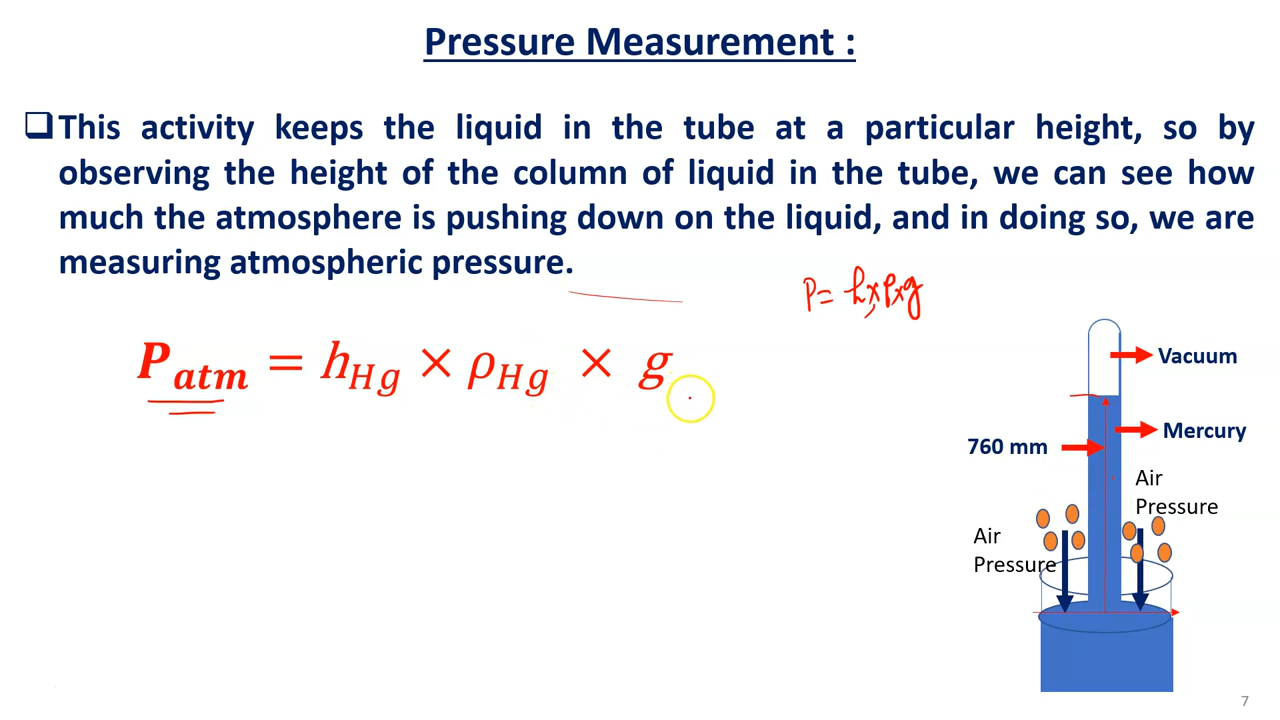 Pressure Measurement :
❑This activity keeps the liquid in the tube at a particular height, so by
observing the height of the column of liquid in the tube, we can see how
much the atmosphere is pushing down on the liquid, and in doing so, we are
measuring atmospheric pressure.
P = h×ρ×g
P_atm = h_Hg × ρ_Hg × g
Vacuum
Mercury
760 mm
Air
Pressure
Air
Pressure
7